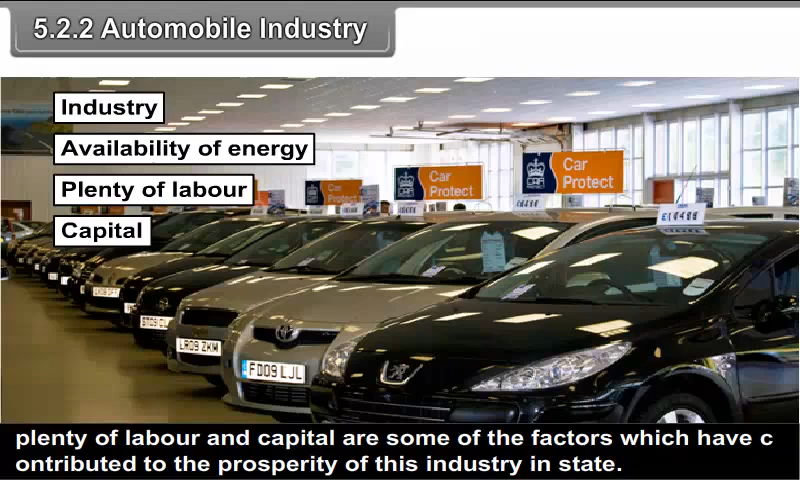 5.2.2 Automobile Industry
Industry
Availability of energy
Plenty of labour
Capital
Car
Protect
Car
Protect
Car
Protect
LR09 ZKM
FD09 LJL
plenty of labour and capital are some of the factors which have c
ontributed to the prosperity of this industry in state.